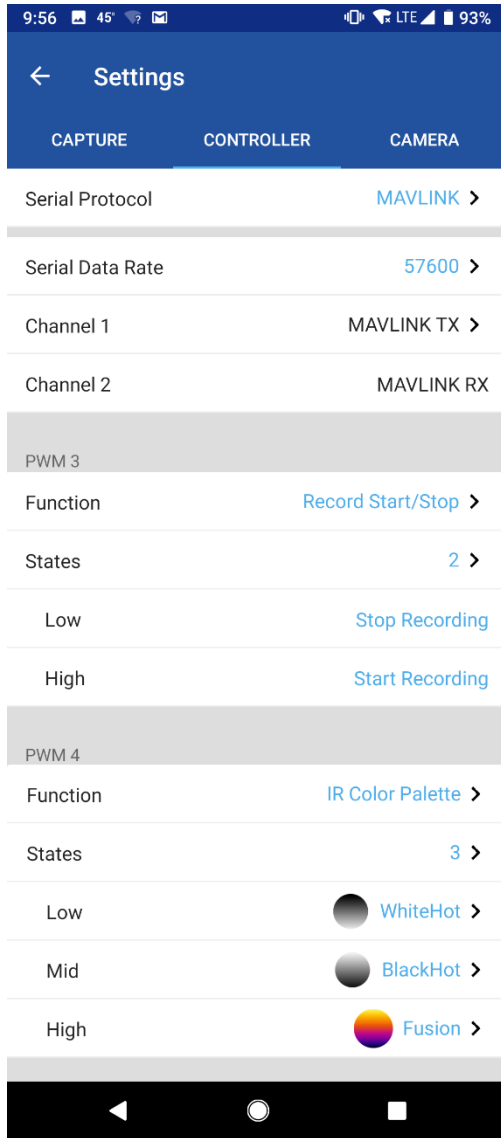 9:56 45° LTE 93%
Settings
CAPTURE CONTROLLER CAMERA
Serial Protocol MAVLINK
Serial Data Rate 57600
Channel 1 MAVLINK TX
Channel 2 MAVLINK RX
PWM 3
Function Record Start/Stop
States 2
Low Stop Recording
High Start Recording
PWM 4
Function IR Color Palette
States 3
Low WhiteHot
Mid BlackHot
High Fusion